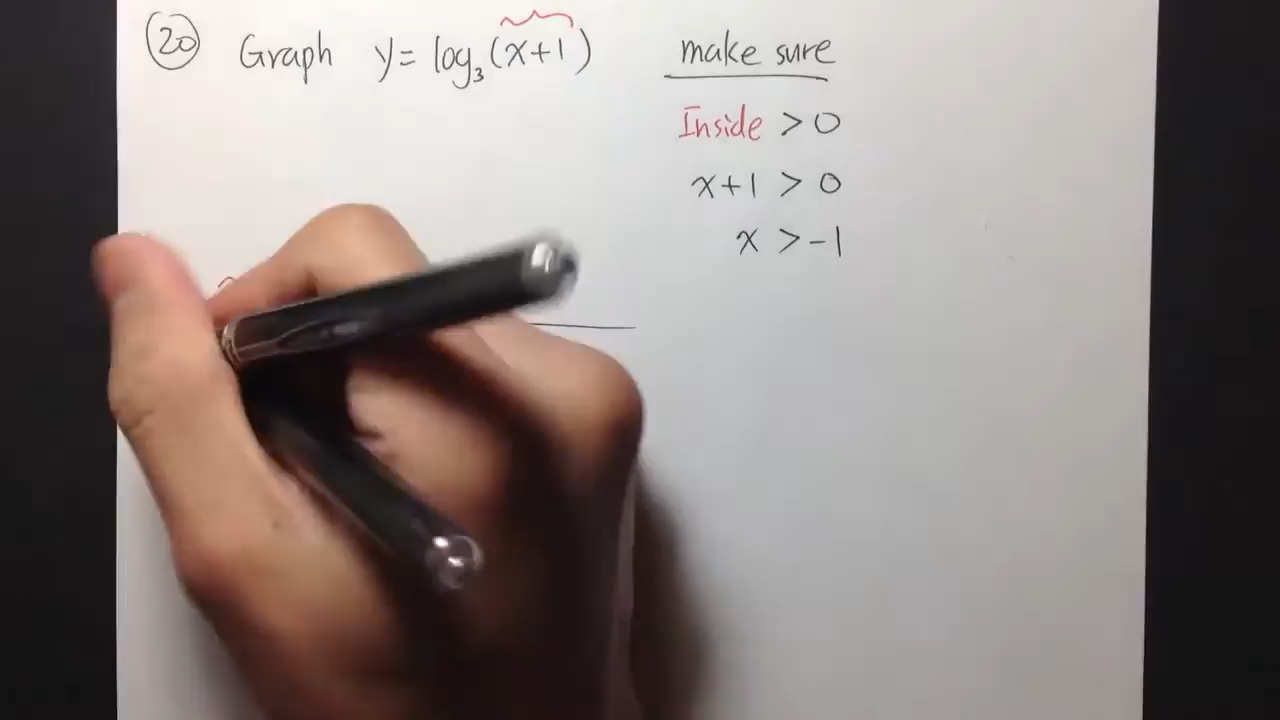 20 Graph y = log₃(x+1)
make sure
Inside > 0
x+1 > 0
x > -1